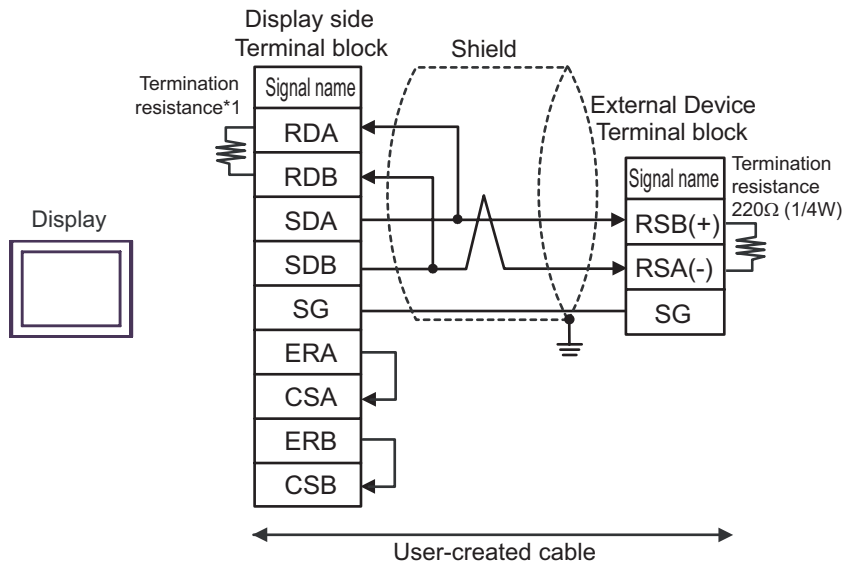 Display side
Terminal block
Shield
Termination
resistance*1
Signal name
RDA
RDB
SDA
SDB
SG
ERA
CSA
ERB
CSB
External Device
Terminal block
Signal name
RSB(+)
RSA(-)
SG
Termination
resistance
220Ω (1/4W)
Display
User-created cable